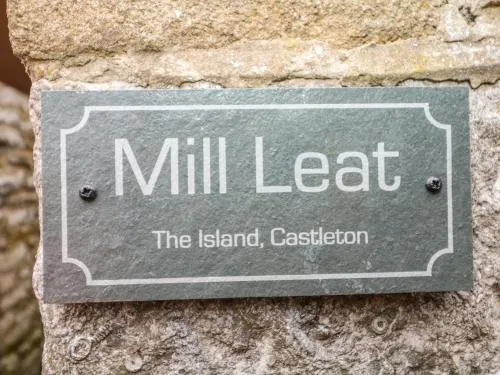 Mill Leat
The Island, Castleton